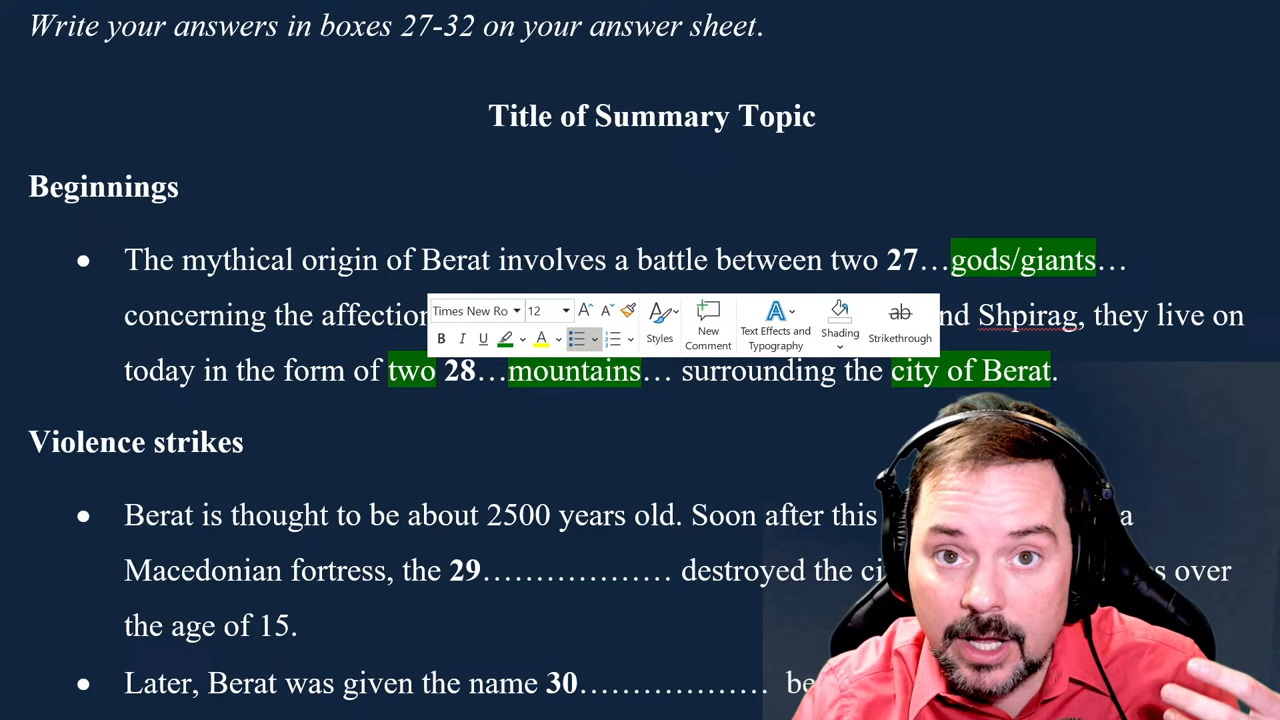 Write your answers in boxes 27-32 on your answer sheet.
Title of Summary Topic
Beginnings
• The mythical origin of Berat involves a battle between two 27…gods/giants…
concerning the affection nd Shpirag, they live on
Times New Ro 12 A A
B I U A Styles New Comment Text Effects and Typography Shading ab Strikethrough
today in the form of two 28…mountains… surrounding the city of Berat.
Violence strikes
• Berat is thought to be about 2500 years old. Soon after this a
Macedonian fortress, the 29……………… destroyed the ci s over
the age of 15.
• Later, Berat was given the name 30……………… be